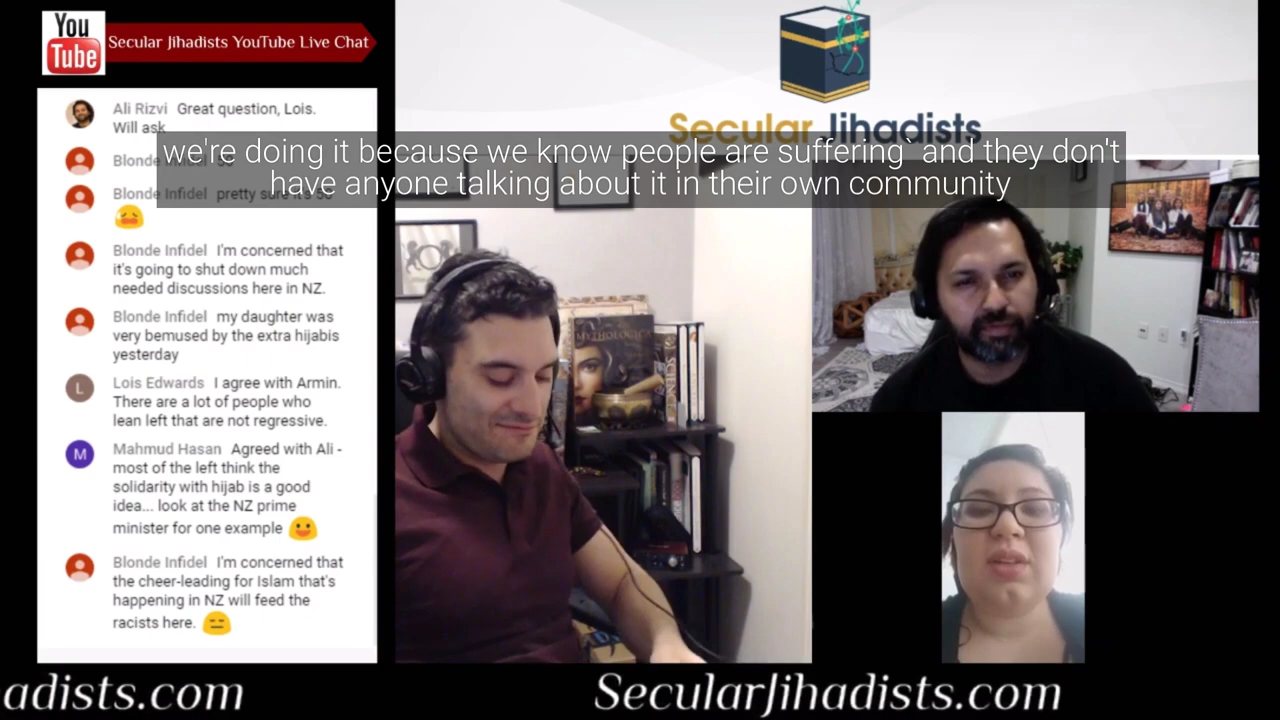 You
Tube
Secular Jihadists YouTube Live Chat
Ali Rizvi Great question, Lois.
Will ask
Blonde
Blonde Infidel pretty sure it's so
Blonde Infidel I'm concerned that
it's going to shut down much
needed discussions here in NZ.
Blonde Infidel my daughter was
very bemused by the extra hijabis
yesterday
L
Lois Edwards I agree with Armin.
There are a lot of people who
lean left that are not regressive.
M
Mahmud Hasan Agreed with Ali -
most of the left think the
solidarity with hijab is a good
idea... look at the NZ prime
minister for one example
Blonde Infidel I'm concerned that
the cheer-leading for Islam that's
happening in NZ will feed the
racists here.
Secular Jihadists
we're doing it because we know people are suffering and they don't
have anyone talking about it in their own community
MYTHOLOGICA
adists.com
SecularJihadists.com